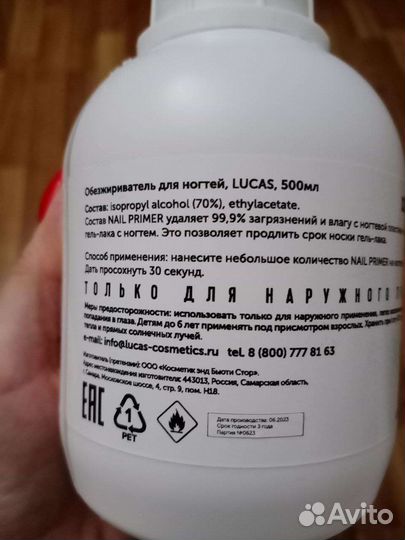 Обезжириватель для ногтей, LUCAS, 500мл
Состав: isopropyl alcohol (70%), ethylacetate.
Состав NAIL PRIMER удаляет 99,9% загрязнений и влагу с ногтевой
гель-лака с ногтем. Это позволяет продлить срок носки гель-лака.
Способ применения: нанесите небольшое количество NAIL PRIMER на
Дать просохнуть 30 секунд.
ТОЛЬКО ДЛЯ НАРУЖНОГО
Меры предосторожности: использовать только для наружного применения,
попадания в глаза. Детям до 6 лет применять под присмотром взрослых. Хранить
тепла и прямых солнечных лучей.
e-mail: info@lucas-cosmetics.ru tel. 8 (800) 777 81 63
Изготовитель (претензии): ООО «Косметик энд Бьюти Стор».
Адрес местонахождения изготовителя: 443013, Россия, Самарская область,
г. Самара, Московское шоссе, 4, стр. 9, пом. Н18.
EAC
1
PET
Дата производства: 06.2023
Срок годности 3 года
Партия №0623
Avito